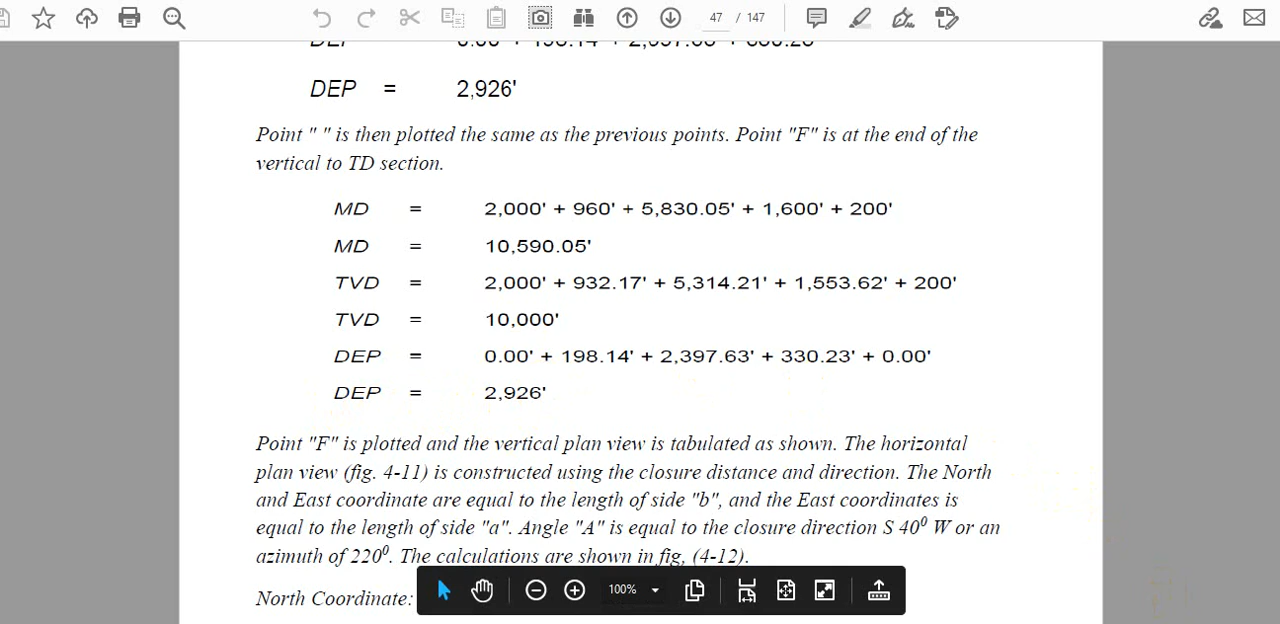 47 / 147
DEP = 2,926'
Point " " is then plotted the same as the previous points. Point "F" is at the end of the
vertical to TD section.
MD = 2,000' + 960' + 5,830.05' + 1,600' + 200'
MD = 10,590.05'
TVD = 2,000' + 932.17' + 5,314.21' + 1,553.62' + 200'
TVD = 10,000'
DEP = 0.00' + 198.14' + 2,397.63' + 330.23' + 0.00'
DEP = 2,926'
Point "F" is plotted and the vertical plan view is tabulated as shown. The horizontal
plan view (fig. 4-11) is constructed using the closure distance and direction. The North
and East coordinate are equal to the length of side "b", and the East coordinates is
equal to the length of side "a". Angle "A" is equal to the closure direction S 40⁰ W or an
azimuth of 220⁰. The calculations are shown in fig, (4-12).
North Coordinate:
100%